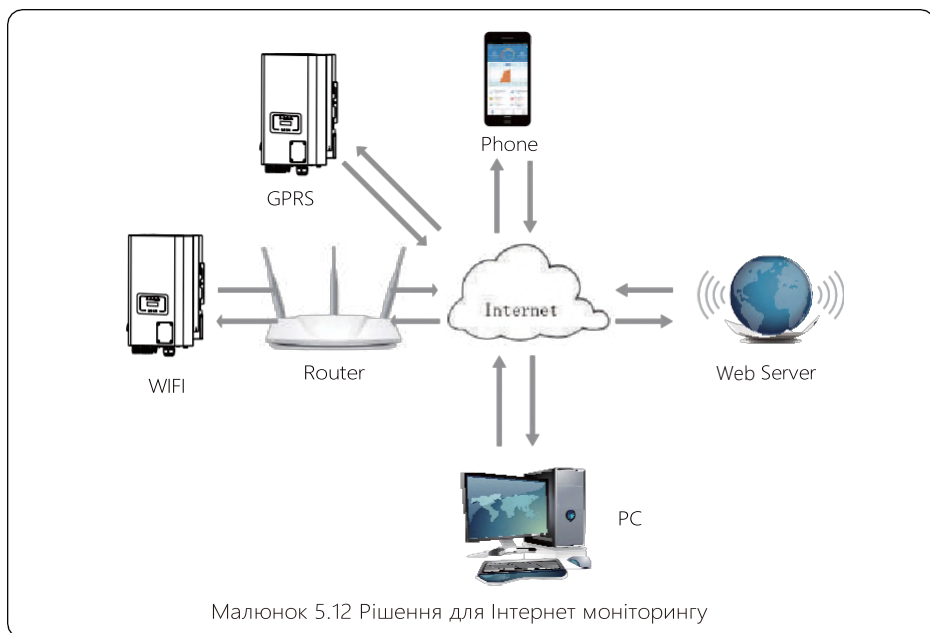 Phone
GPRS
Internet
WIFI
Router
Web Server
PC
Малюнок 5.12 Рішення для Інтернет моніторингу